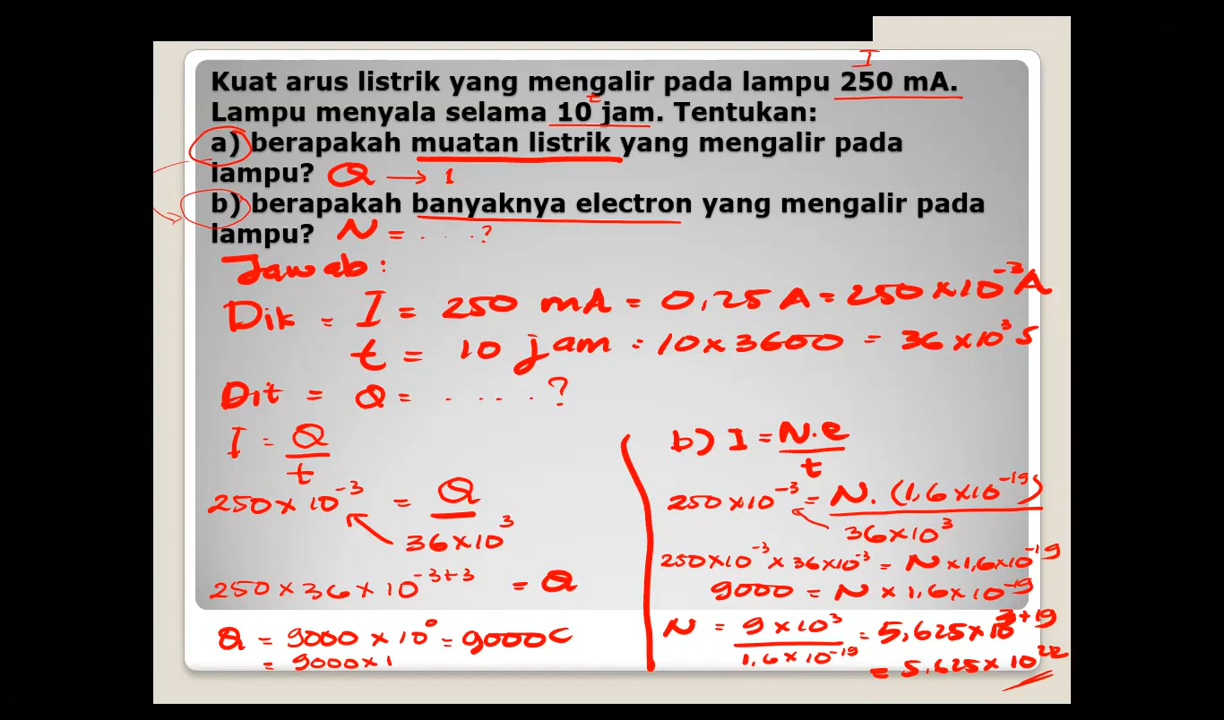 I
Kuat arus listrik yang mengalir pada lampu 250 mA.
t
Lampu menyala selama 10 jam. Tentukan:
a) berapakah muatan listrik yang mengalir pada
lampu? Q → 1
b) berapakah banyaknya electron yang mengalir pada
lampu? N = . . . . ?
Jawab :
Dik = I = 250 mA = 0,25 A = 250 x 10⁻³ A
t = 10 jam = 10 x 3600 = 36 x 10³ s
Dit = Q = . . . . . ?
I = Q/t
250 x 10⁻³ = Q/36 x 10³
250 x 36 x 10⁻³⁺³ = Q
Q = 9000 x 10⁰ = 9000 C
= 9000 x 1
b) I = N.e/t
250 x 10⁻³ = N. (1,6 x 10⁻¹⁹)/36 x 10³
250 x 10⁻³ x 36 x 10⁻³ = N x 1,6 x 10⁻¹⁹
9000 = N x 1,6 x 10⁻¹⁹
N = 9 x 10³/1,6 x 10⁻¹⁹ = 5,625 x 10³⁺¹⁹
= 5,625 x 10²²